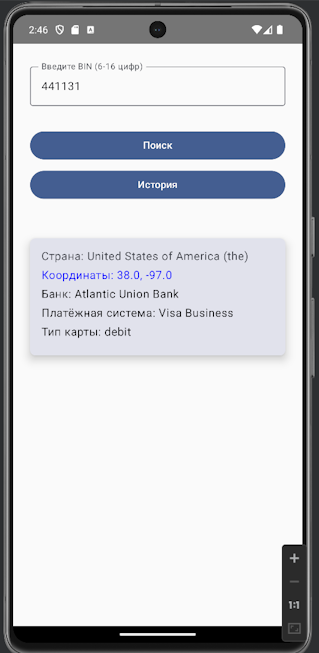 2:46
Введите BIN (6-16 цифр)
441131
Поиск
История
Страна: United States of America (the)
Координаты: 38.0, -97.0
Банк: Atlantic Union Bank
Платёжная система: Visa Business
Тип карты: debit
1:1